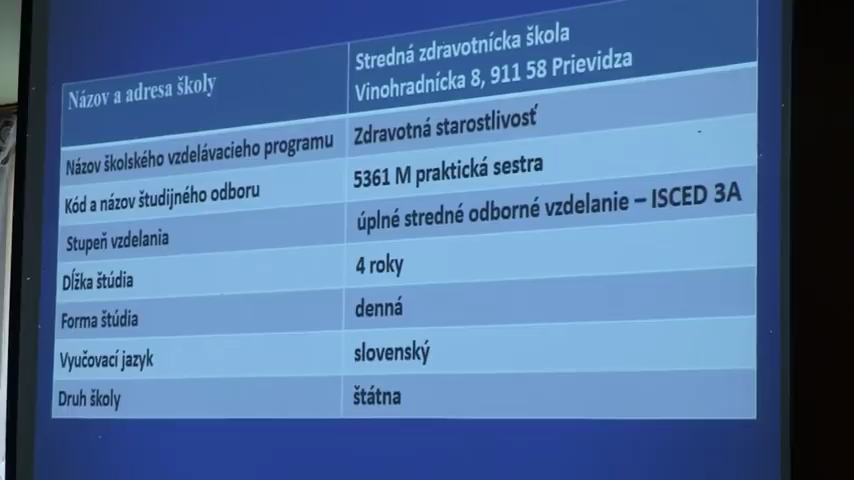 Názov a adresa školy
Stredná zdravotnícka škola
Vinohradnícka 8, 911 58 Prievidza
Názov školského vzdelávacieho programu
Zdravotná starostlivosť
Kód a názov študijného odboru
5361 M praktická sestra
Stupeň vzdelania
úplné stredné odborné vzdelanie – ISCED 3A
Dĺžka štúdia
4 roky
Forma štúdia
denná
Vyučovací jazyk
slovenský
Druh školy
štátna